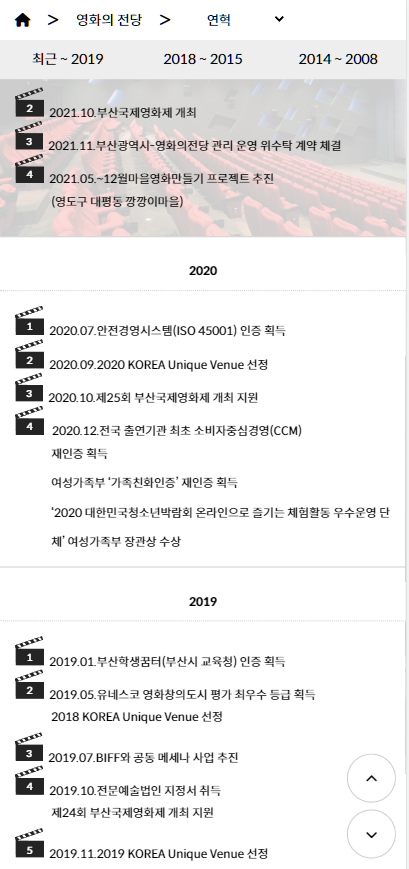 > 영화의 전당 > 연혁
최근 ~ 2019 2018 ~ 2015 2014 ~ 2008
2 2021.10.부산국제영화제 개최
3 2021.11.부산광역시-영화의전당 관리 운영 위수탁 계약 체결
4 2021.05.~12월마을영화만들기 프로젝트 추진
(영도구 대평동 깡깡이마을)
2020
1 2020.07.안전경영시스템(ISO 45001) 인증 획득
2 2020.09.2020 KOREA Unique Venue 선정
3 2020.10.제25회 부산국제영화제 개최 지원
4 2020.12.전국 출연기관 최초 소비자중심경영(CCM)
재인증 획득
여성가족부 ‘가족친화인증’ 재인증 획득
‘2020 대한민국청소년박람회 온라인으로 즐기는 체험활동 우수운영 단
체’ 여성가족부 장관상 수상
2019
1 2019.01.부산학생꿈터(부산시 교육청) 인증 획득
2 2019.05.유네스코 영화창의도시 평가 최우수 등급 획득
2018 KOREA Unique Venue 선정
3 2019.07.BIFF와 공동 메세나 사업 추진
4 2019.10.전문예술법인 지정서 취득
제24회 부산국제영화제 개최 지원
5 2019.11.2019 KOREA Unique Venue 선정